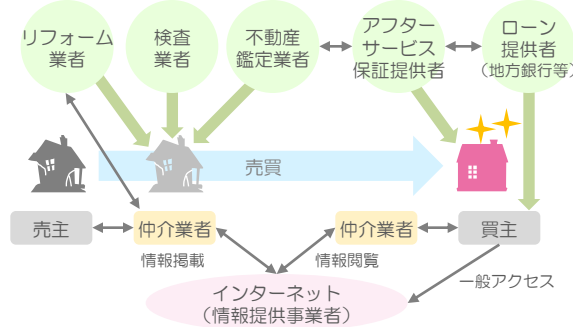 リフォーム
業者
検査
業者
不動産
鑑定業者
アフター
サービス
保証提供者
ローン
提供者
（地方銀行等）
売買
売主
仲介業者
仲介業者
買主
情報掲載
情報閲覧
一般アクセス
インターネット
（情報提供事業者）